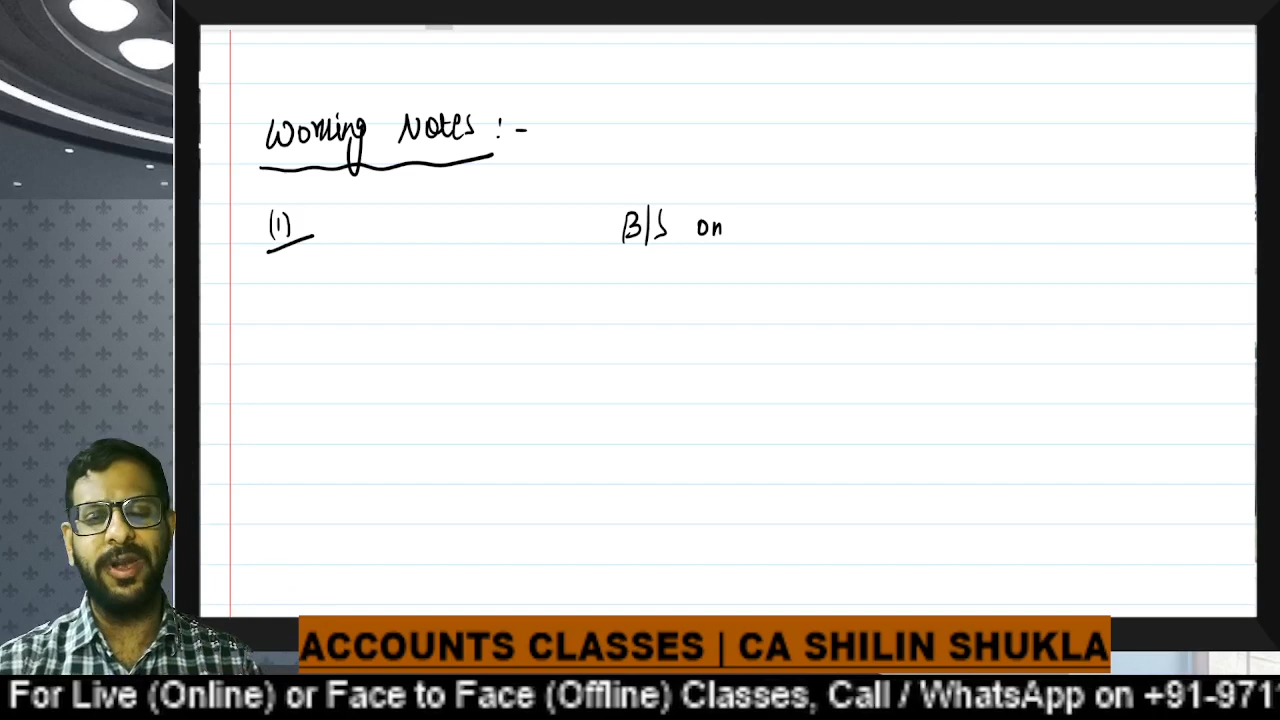 Working Notes :-
(1) B/S on
ACCOUNTS CLASSES | CA SHILIN SHUKLA
For Live (Online) or Face to Face (Offline) Classes, Call / WhatsApp on +91-971